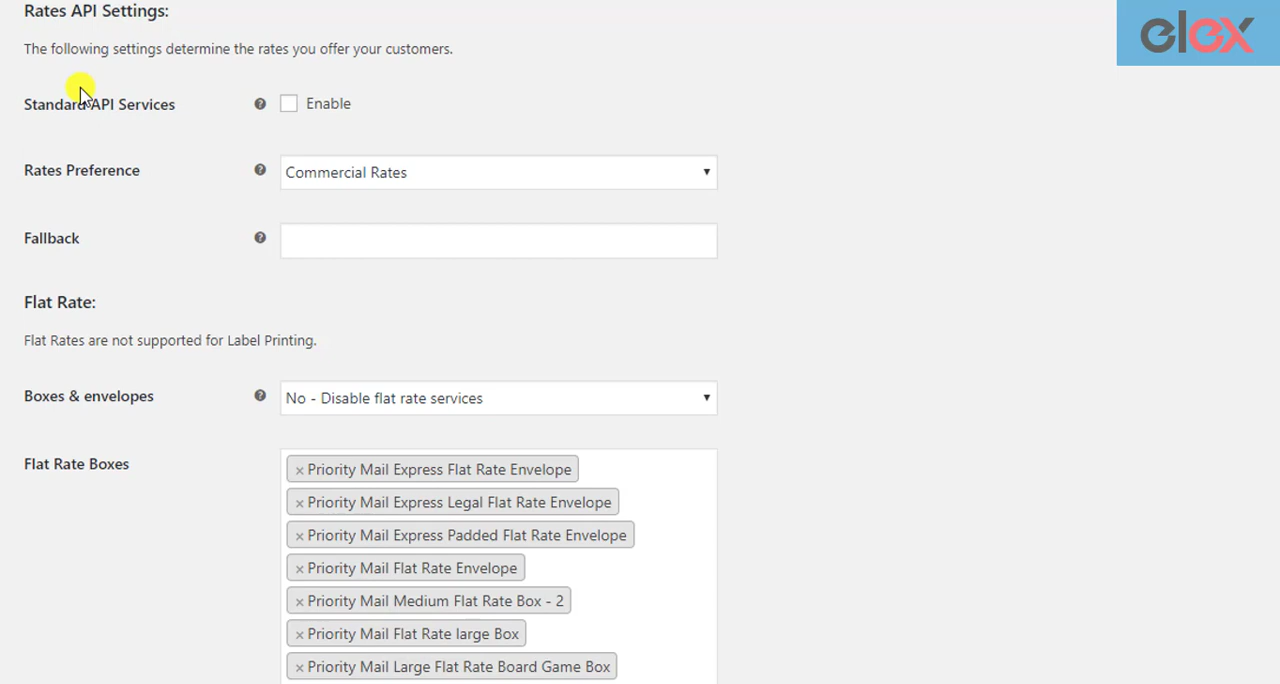 Rates API Settings:
elex
The following settings determine the rates you offer your customers.
Standard API Services ? Enable
Rates Preference ? Commercial Rates ▼
Fallback ?
Flat Rate:
Flat Rates are not supported for Label Printing.
Boxes & envelopes ? No - Disable flat rate services ▼
Flat Rate Boxes
× Priority Mail Express Flat Rate Envelope
× Priority Mail Express Legal Flat Rate Envelope
× Priority Mail Express Padded Flat Rate Envelope
× Priority Mail Flat Rate Envelope
× Priority Mail Medium Flat Rate Box - 2
× Priority Mail Flat Rate large Box
× Priority Mail Large Flat Rate Board Game Box